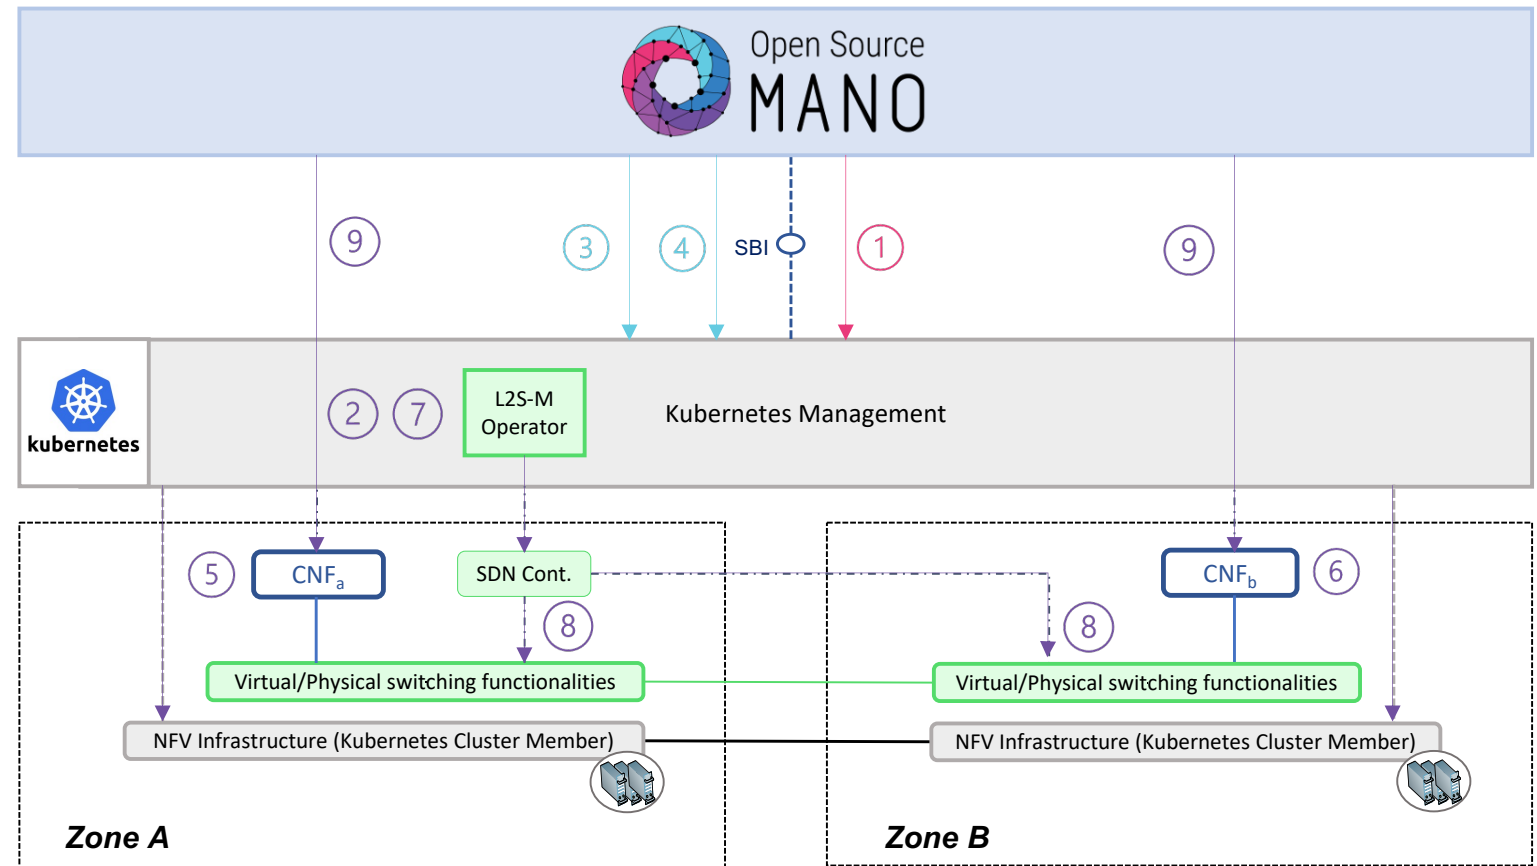 Open Source
MANO
9
3
4
SBI
1
9
kubernetes
2
7
L2S-M
Operator
Kubernetes Management
5
CNFa
SDN Cont.
CNFb
6
8
8
Virtual/Physical switching functionalities
Virtual/Physical switching functionalities
NFV Infrastructure (Kubernetes Cluster Member)
NFV Infrastructure (Kubernetes Cluster Member)
Zone A
Zone B